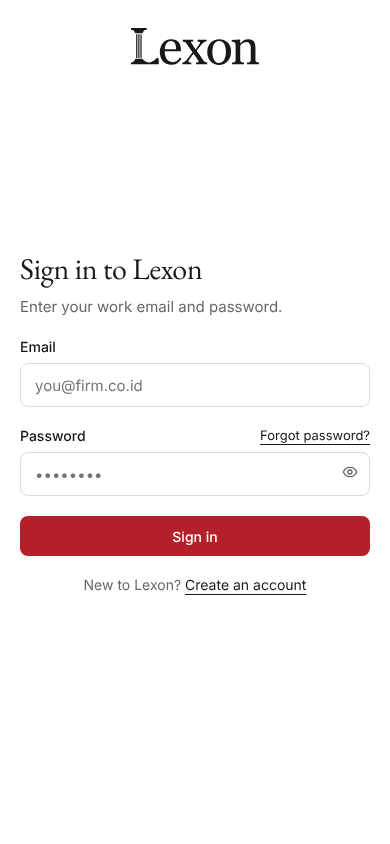 Lexon
Sign in to Lexon
Enter your work email and password.
Email
you@firm.co.id
Password Forgot password?
••••••••
Sign in
New to Lexon? Create an account